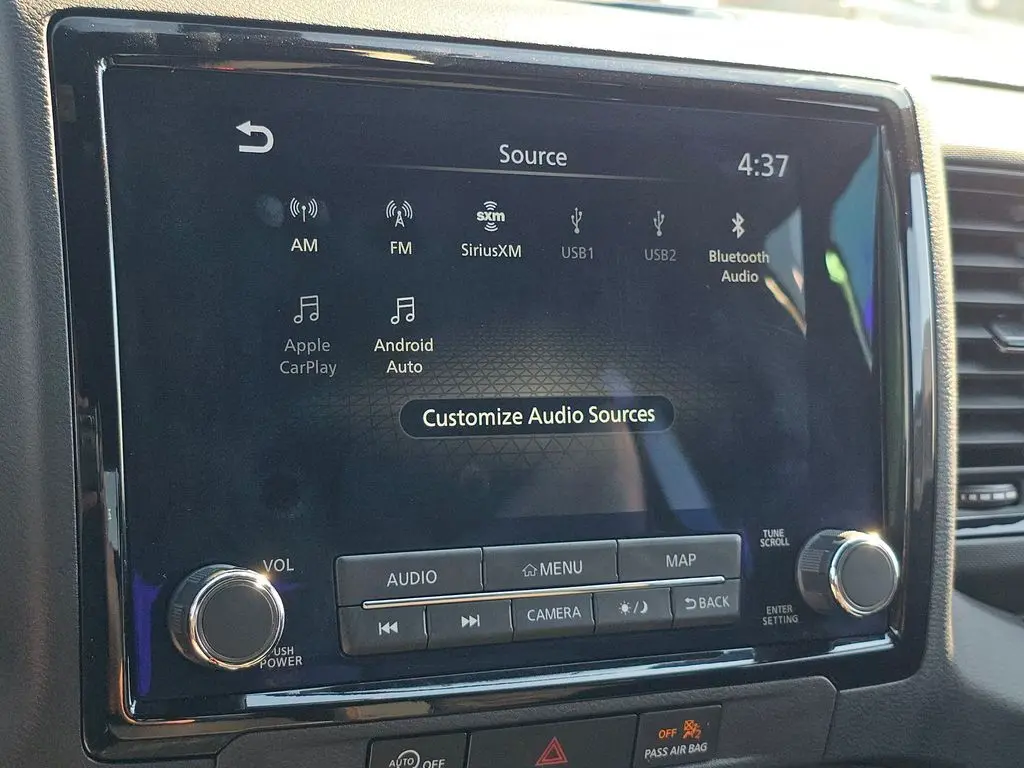 Source
4:37
AM
FM
sxm
SiriusXM
USB1
USB2
Bluetooth
Audio
Apple
CarPlay
Android
Auto
Customize Audio Sources
VOL
PUSH
POWER
AUDIO
MENU
MAP
CAMERA
BACK
TUNE
SCROLL
ENTER
SETTING
AUTO OFF
OFF
PASS AIR BAG